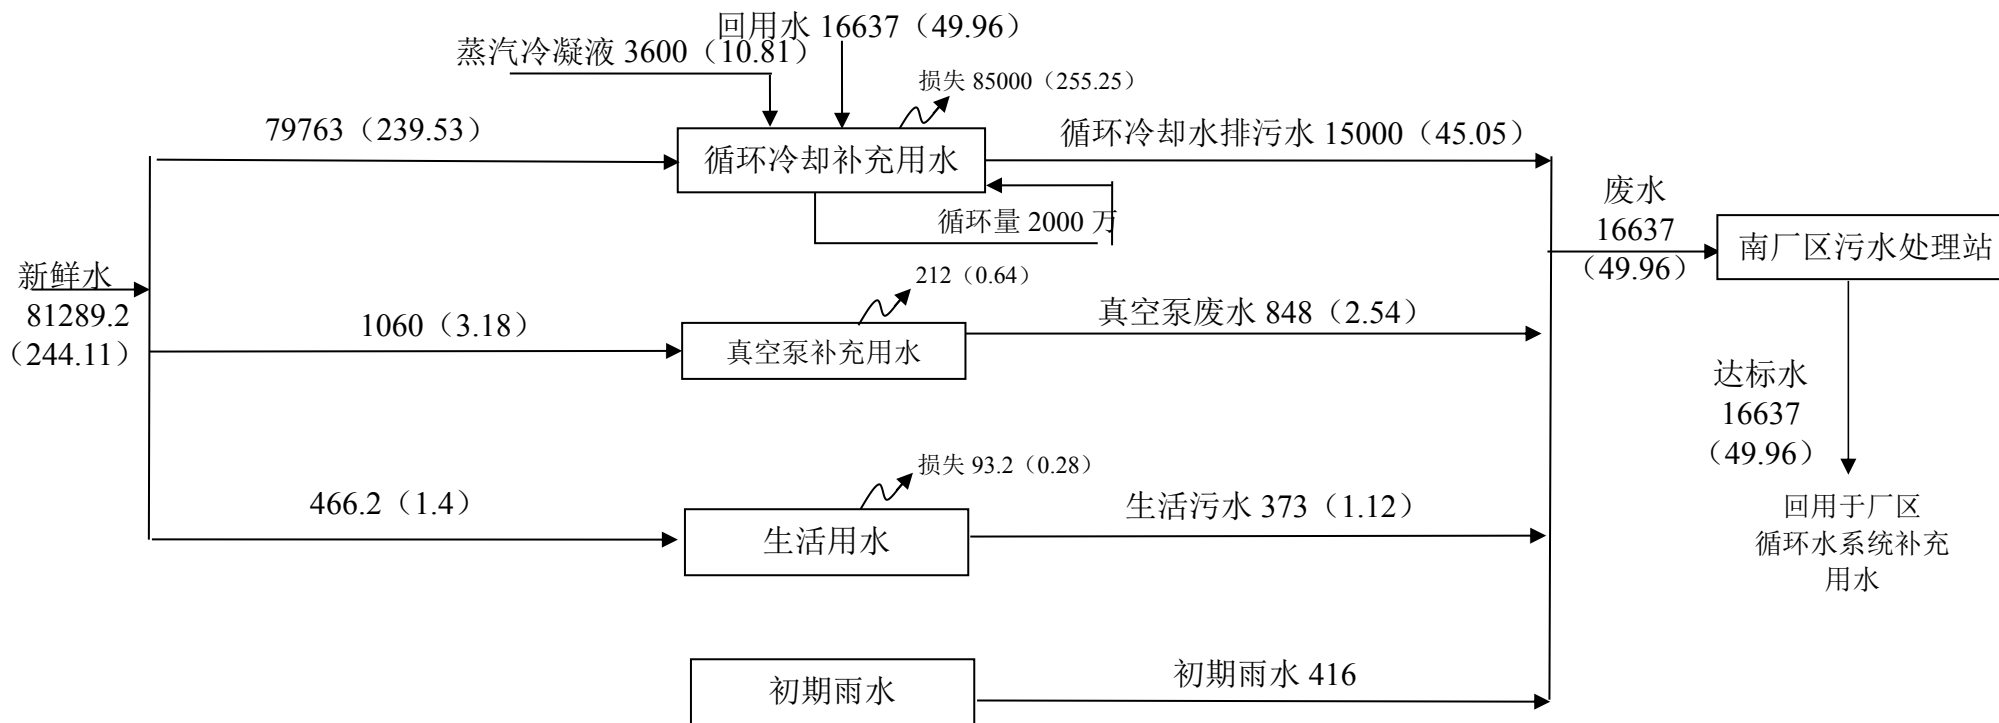 回用水 16637（49.96）
蒸汽冷凝液 3600（10.81）
损失 85000（255.25）
79763（239.53）
循环冷却补充用水
循环冷却水排污水 15000（45.05）
循环量 2000 万
废水
16637
（49.96）
南厂区污水处理站
新鲜水
81289.2
（244.11）
212（0.64）
1060（3.18）
真空泵补充用水
真空泵废水 848（2.54）
达标水
16637
（49.96）
损失 93.2（0.28）
466.2（1.4）
生活用水
生活污水 373（1.12）
回用于厂区
循环水系统补充
用水
初期雨水
初期雨水 416